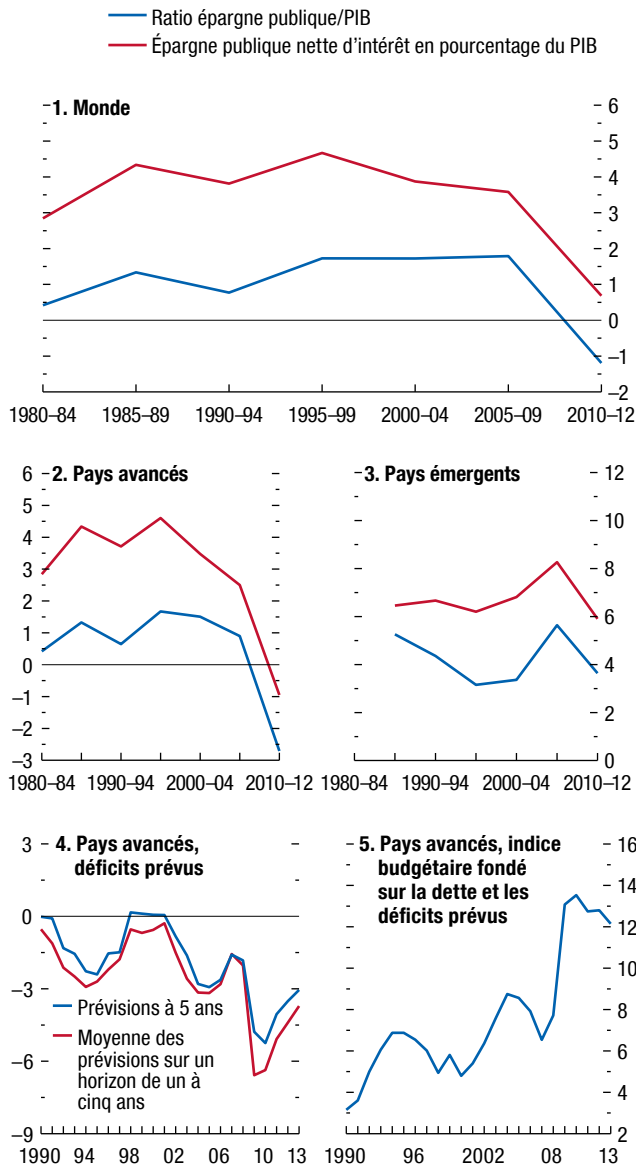 Ratio épargne publique/PIB
Épargne publique nette d’intérêt en pourcentage du PIB
1. Monde
6
5
4
3
2
1
0
–1
–2
1980–84 1985–89 1990–94 1995–99 2000–04 2005–09 2010–12
2. Pays avancés
6
5
4
3
2
1
0
–1
–2
–3
1980–84 1990–94 2000–04 2010–12
3. Pays émergents
12
10
8
6
4
2
0
1980–84 1990–94 2000–04 2010–12
4. Pays avancés,
déficits prévus
3
0
–3
–6
–9
Prévisions à 5 ans
Moyenne des
prévisions sur un
horizon de un à
cinq ans
1990 94 98 02 06 10 13
5. Pays avancés, indice
budgétaire fondé
sur la dette et les
déficits prévus
16
14
12
10
8
6
4
2
1990 96 2002 08 13